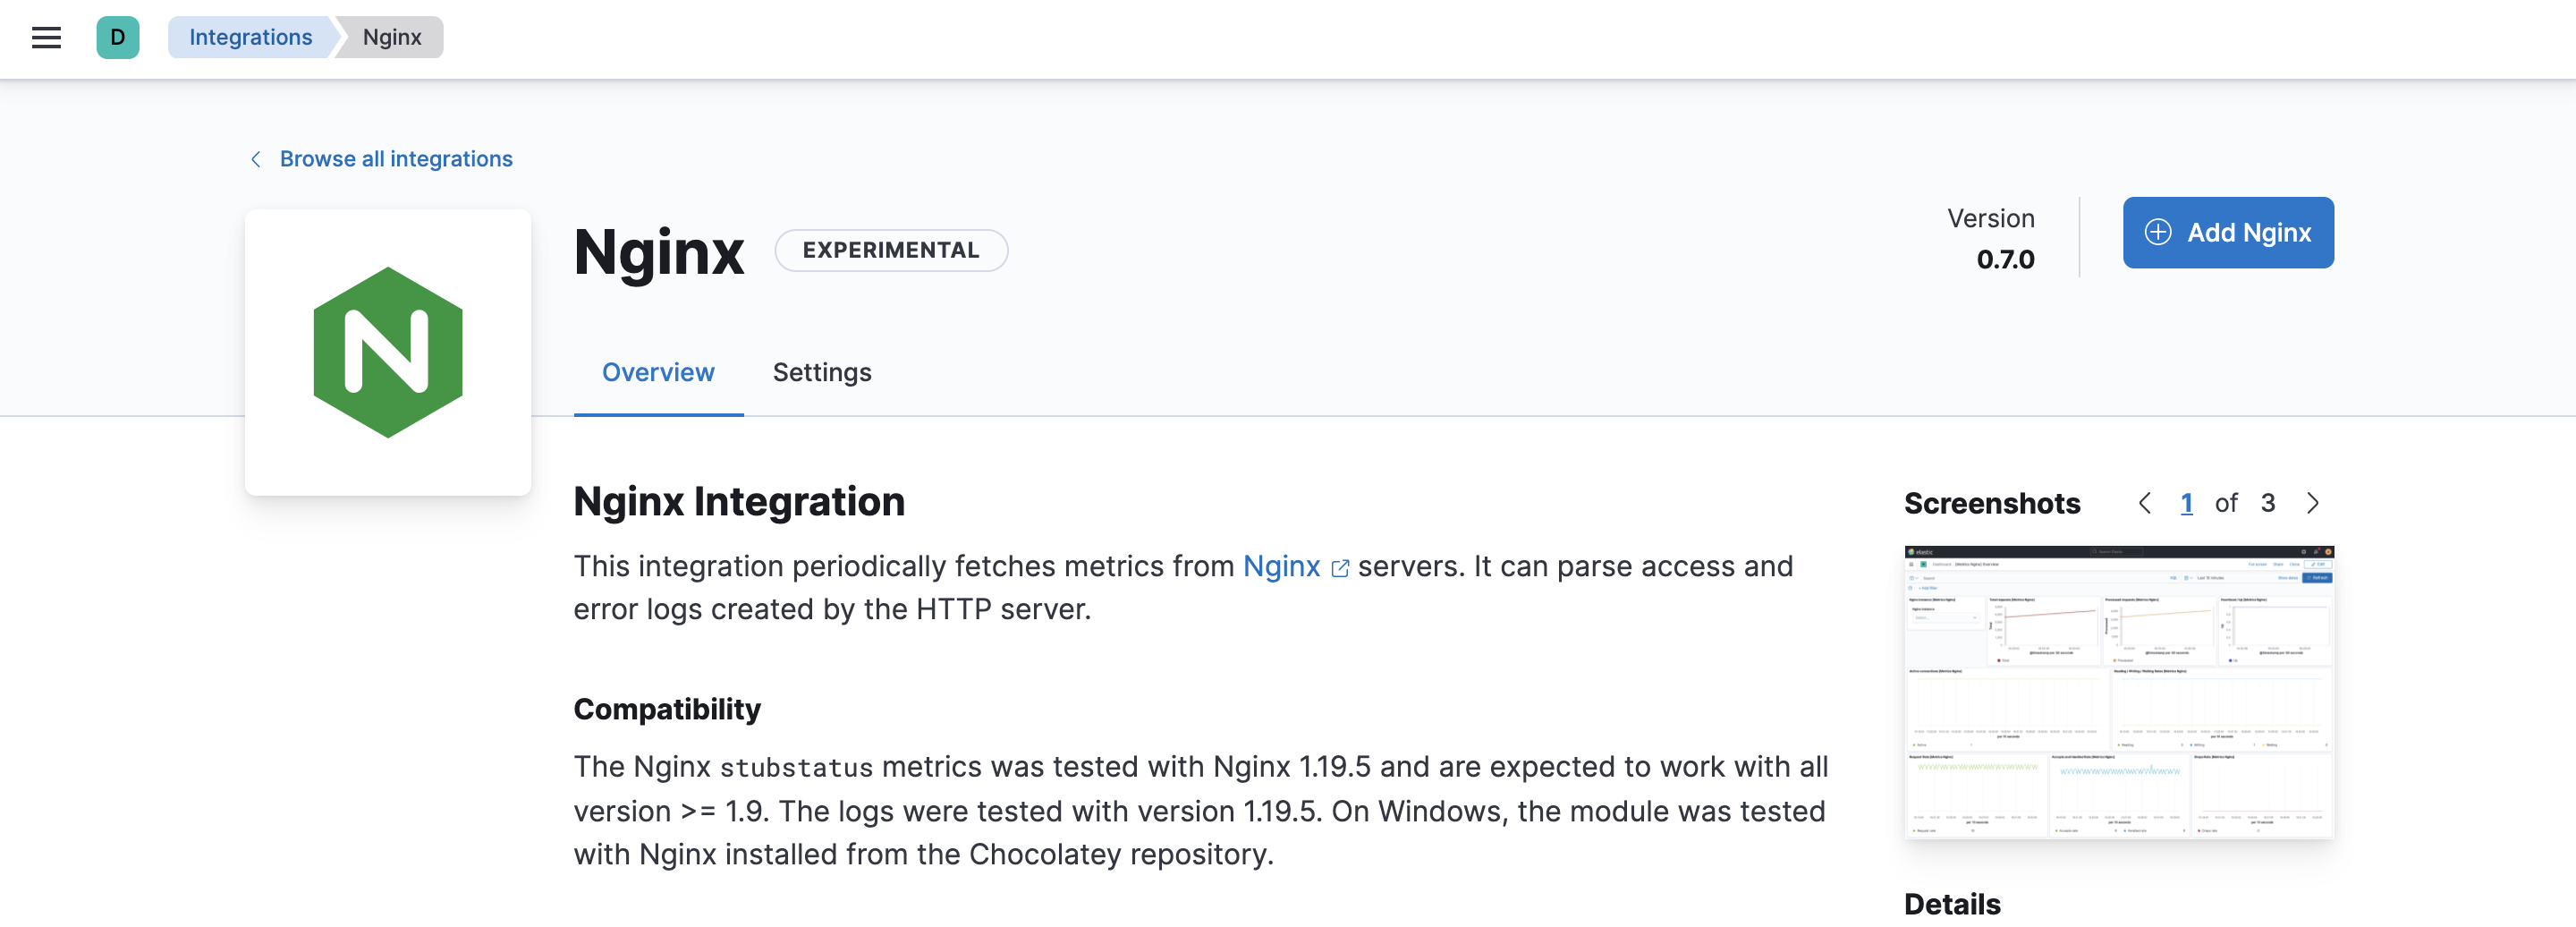 D Integrations Nginx
Browse all integrations
Nginx EXPERIMENTAL
Version
0.7.0
Add Nginx
Overview Settings
Nginx Integration
This integration periodically fetches metrics from Nginx servers. It can parse access and
error logs created by the HTTP server.
Compatibility
The Nginx stubstatus metrics was tested with Nginx 1.19.5 and are expected to work with all
version >= 1.9. The logs were tested with version 1.19.5. On Windows, the module was tested
with Nginx installed from the Chocolatey repository.
Screenshots 1 of 3
elastic
Details